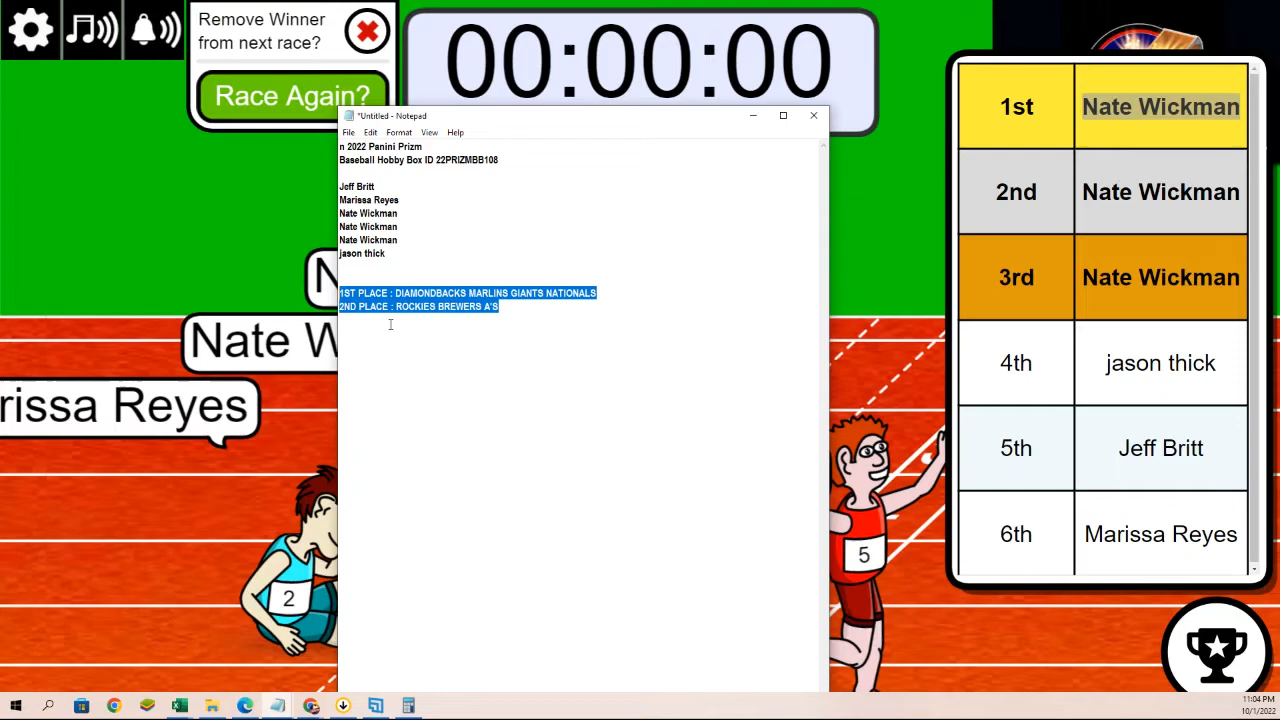 Remove Winner
from next race?
Race Again?
00:00:00
*Untitled - Notepad
File Edit Format View Help
n 2022 Panini Prizm
Baseball Hobby Box ID 22PRIZMBB108
Jeff Britt
Marissa Reyes
Nate Wickman
Nate Wickman
Nate Wickman
jason thick
1ST PLACE : DIAMONDBACKS MARLINS GIANTS NATIONALS
2ND PLACE : ROCKIES BREWERS A'S
N
Nate W
rissa Reyes
2
5
1st Nate Wickman
2nd Nate Wickman
3rd Nate Wickman
4th jason thick
5th Jeff Britt
6th Marissa Reyes
11:04 PM
10/1/2022